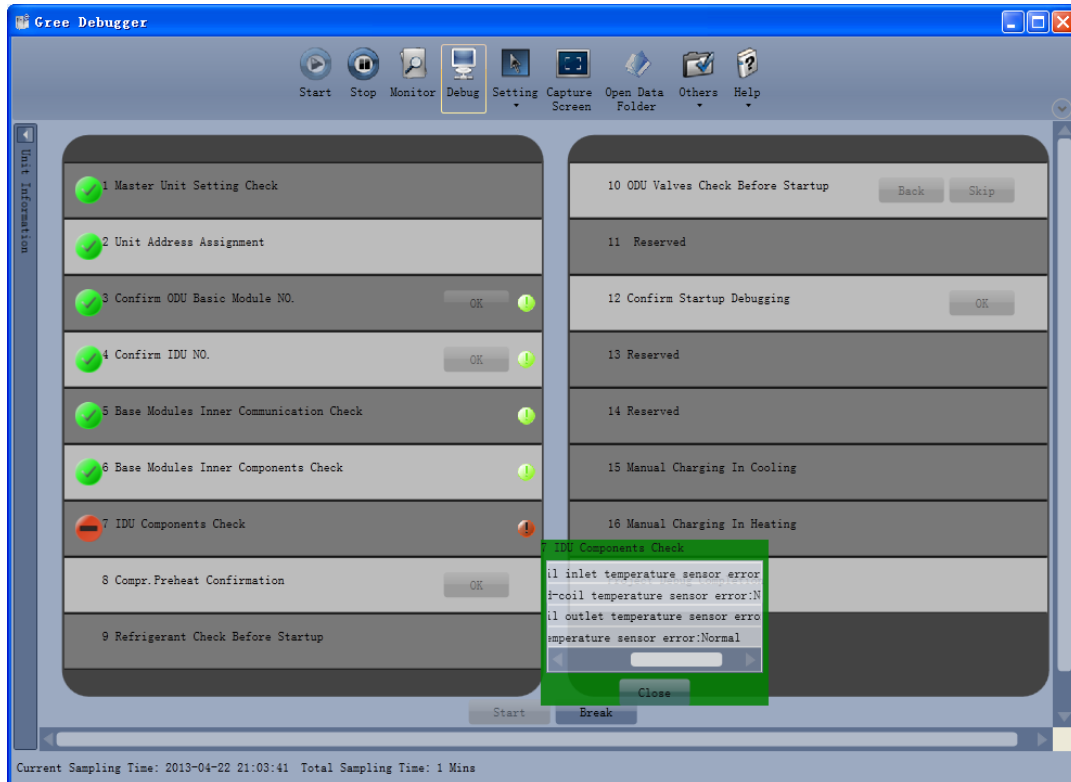 Gree Debugger
Start Stop Monitor Debug Setting Capture Screen Open Data Folder Others Help
Unit Information
1 Master Unit Setting Check
2 Unit Address Assignment
3 Confirm ODU Basic Module NO. OK
4 Confirm IDU NO. OK
5 Base Modules Inner Communication Check
6 Base Modules Inner Components Check
7 IDU Components Check
8 Compr.Preheat Confirmation OK
9 Refrigerant Check Before Startup
10 ODU Valves Check Before Startup Back Skip
11 Reserved
12 Confirm Startup Debugging OK
13 Reserved
14 Reserved
15 Manual Charging In Cooling
16 Manual Charging In Heating
7 IDU Components Check
il inlet temperature sensor error
d-coil temperature sensor error:N
il outlet temperature sensor erro
emperature sensor error:Normal
Close
Start Break
Current Sampling Time: 2013-04-22 21:03:41 Total Sampling Time: 1 Mins